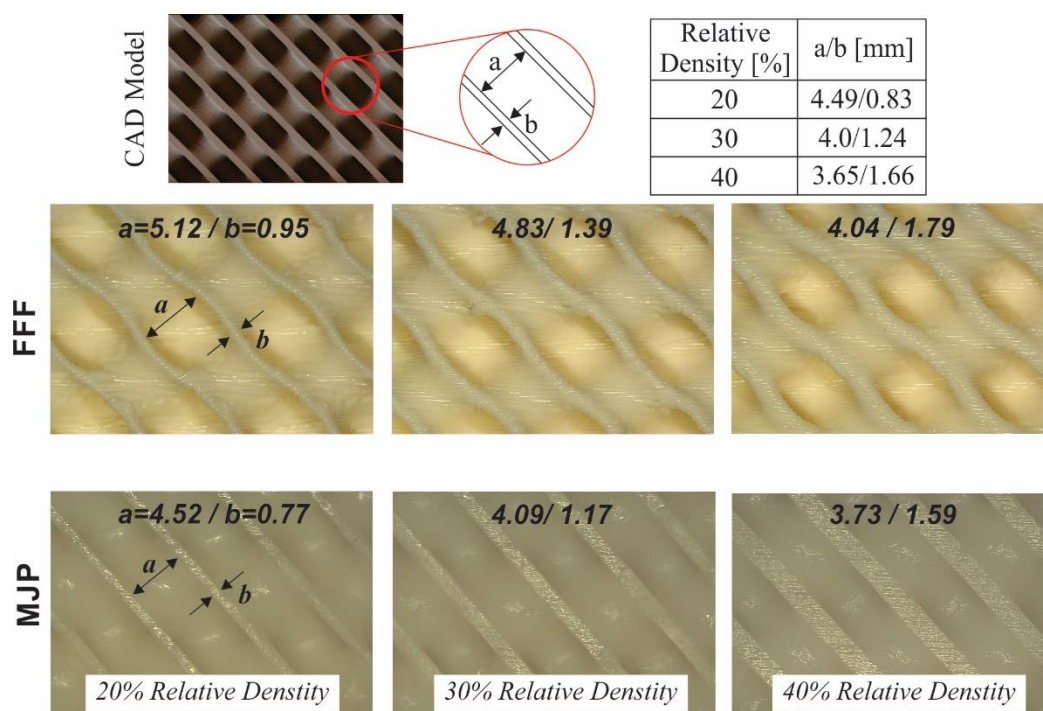 CAD Model
a
b
Relative Density [%] a/b [mm]
20 4.49/0.83
30 4.0/1.24
40 3.65/1.66
FFF
a=5.12 / b=0.95
4.83/ 1.39
4.04 / 1.79
a
b
MJP
a=4.52 / b=0.77
4.09/ 1.17
3.73 / 1.59
a
b
20% Relative Denstity
30% Relative Denstity
40% Relative Denstity